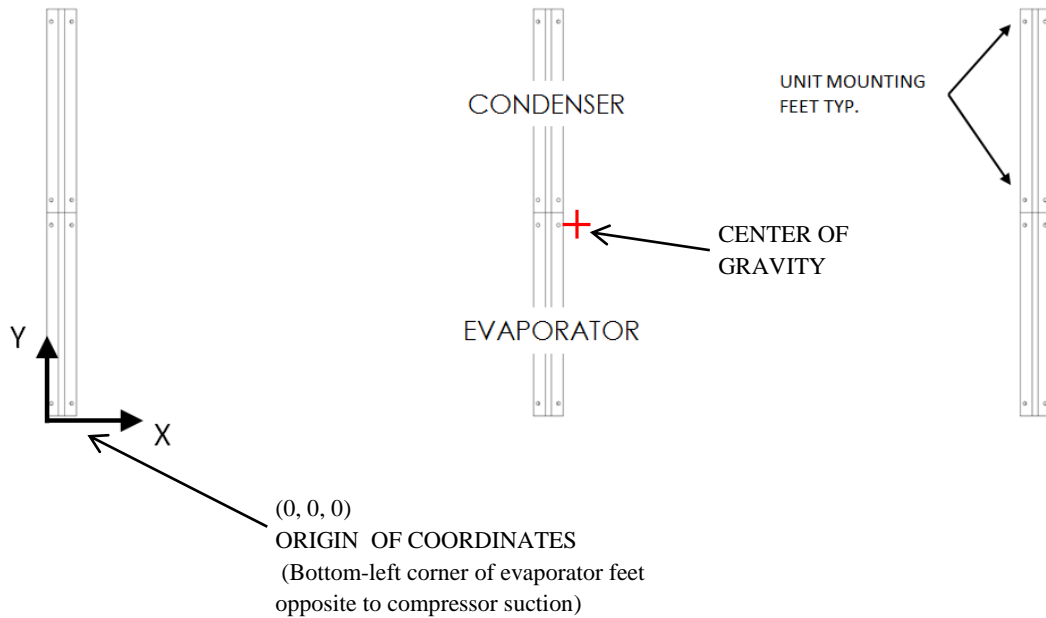 CONDENSER
UNIT MOUNTING
FEET TYP.
CENTER OF
GRAVITY
EVAPORATOR
Y
X
(0, 0, 0)
ORIGIN OF COORDINATES
(Bottom-left corner of evaporator feet
opposite to compressor suction)